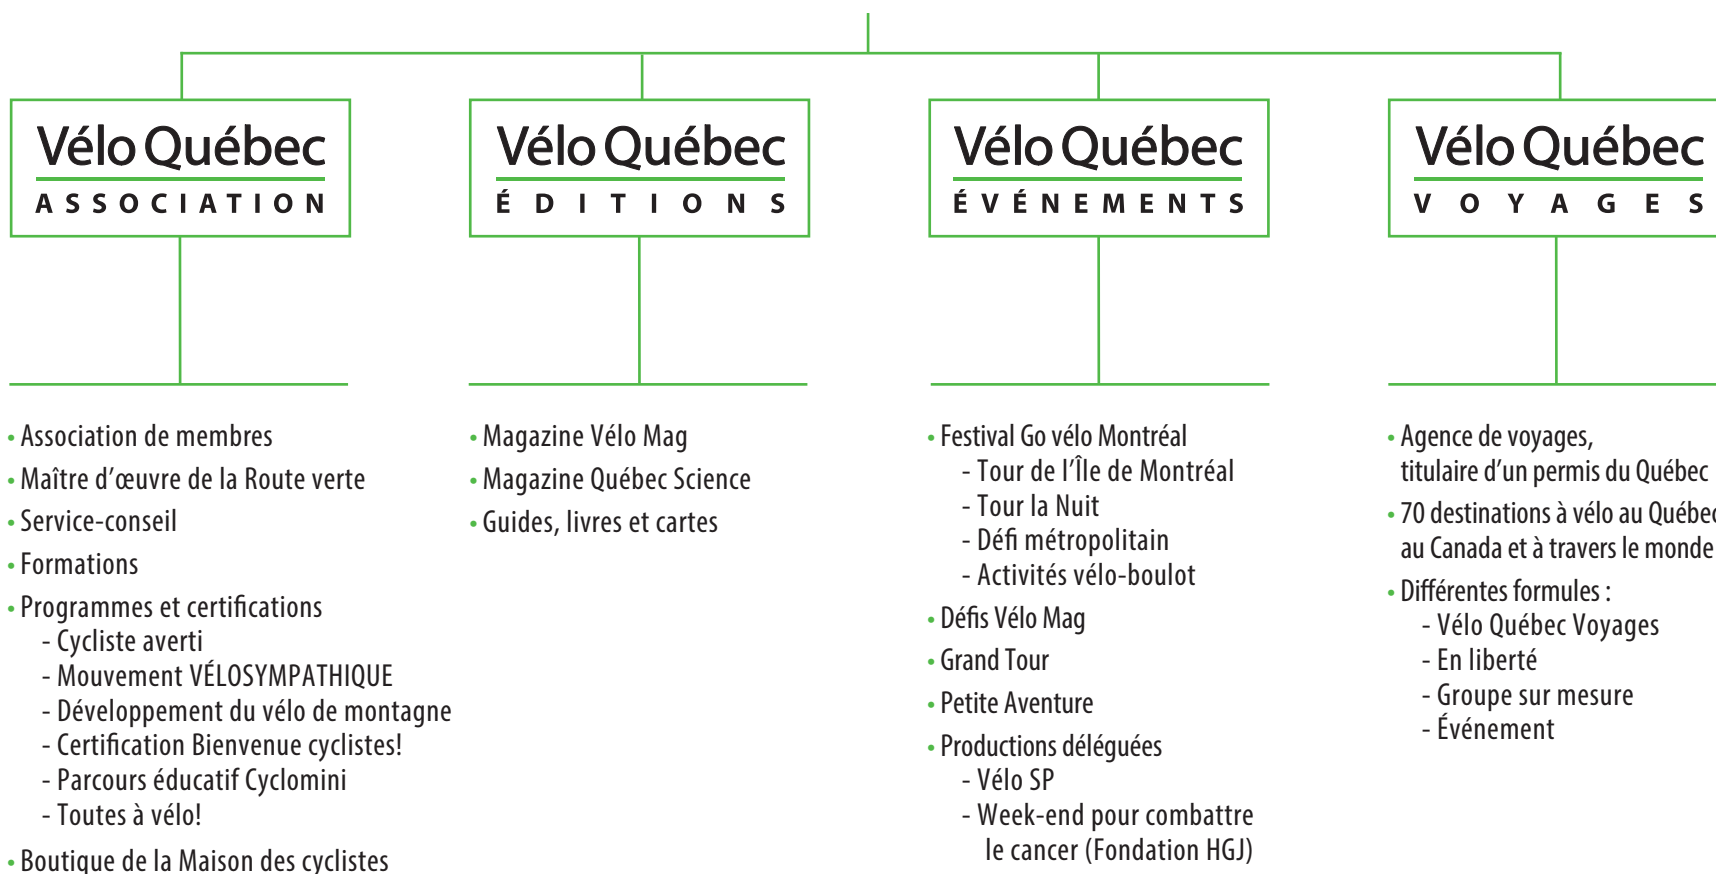 Vélo Québec
ASSOCIATION
• Association de membres
• Maître d’œuvre de la Route verte
• Service-conseil
• Formations
• Programmes et certifications
- Cycliste averti
- Mouvement VÉLOSYMPATHIQUE
- Développement du vélo de montagne
- Certification Bienvenue cyclistes!
- Parcours éducatif Cyclomini
- Toutes à vélo!
• Boutique de la Maison des cyclistes
Vélo Québec
ÉDITIONS
• Magazine Vélo Mag
• Magazine Québec Science
• Guides, livres et cartes
Vélo Québec
ÉVÉNEMENTS
• Festival Go vélo Montréal
- Tour de l’Île de Montréal
- Tour la Nuit
- Défi métropolitain
- Activités vélo-boulot
• Défis Vélo Mag
• Grand Tour
• Petite Aventure
• Productions déléguées
- Vélo SP
- Week-end pour combattre
le cancer (Fondation HGJ)
Vélo Québec
VOYAGES
• Agence de voyages,
titulaire d’un permis du Québec
• 70 destinations à vélo au Québec
au Canada et à travers le monde
• Différentes formules :
- Vélo Québec Voyages
- En liberté
- Groupe sur mesure
- Événement